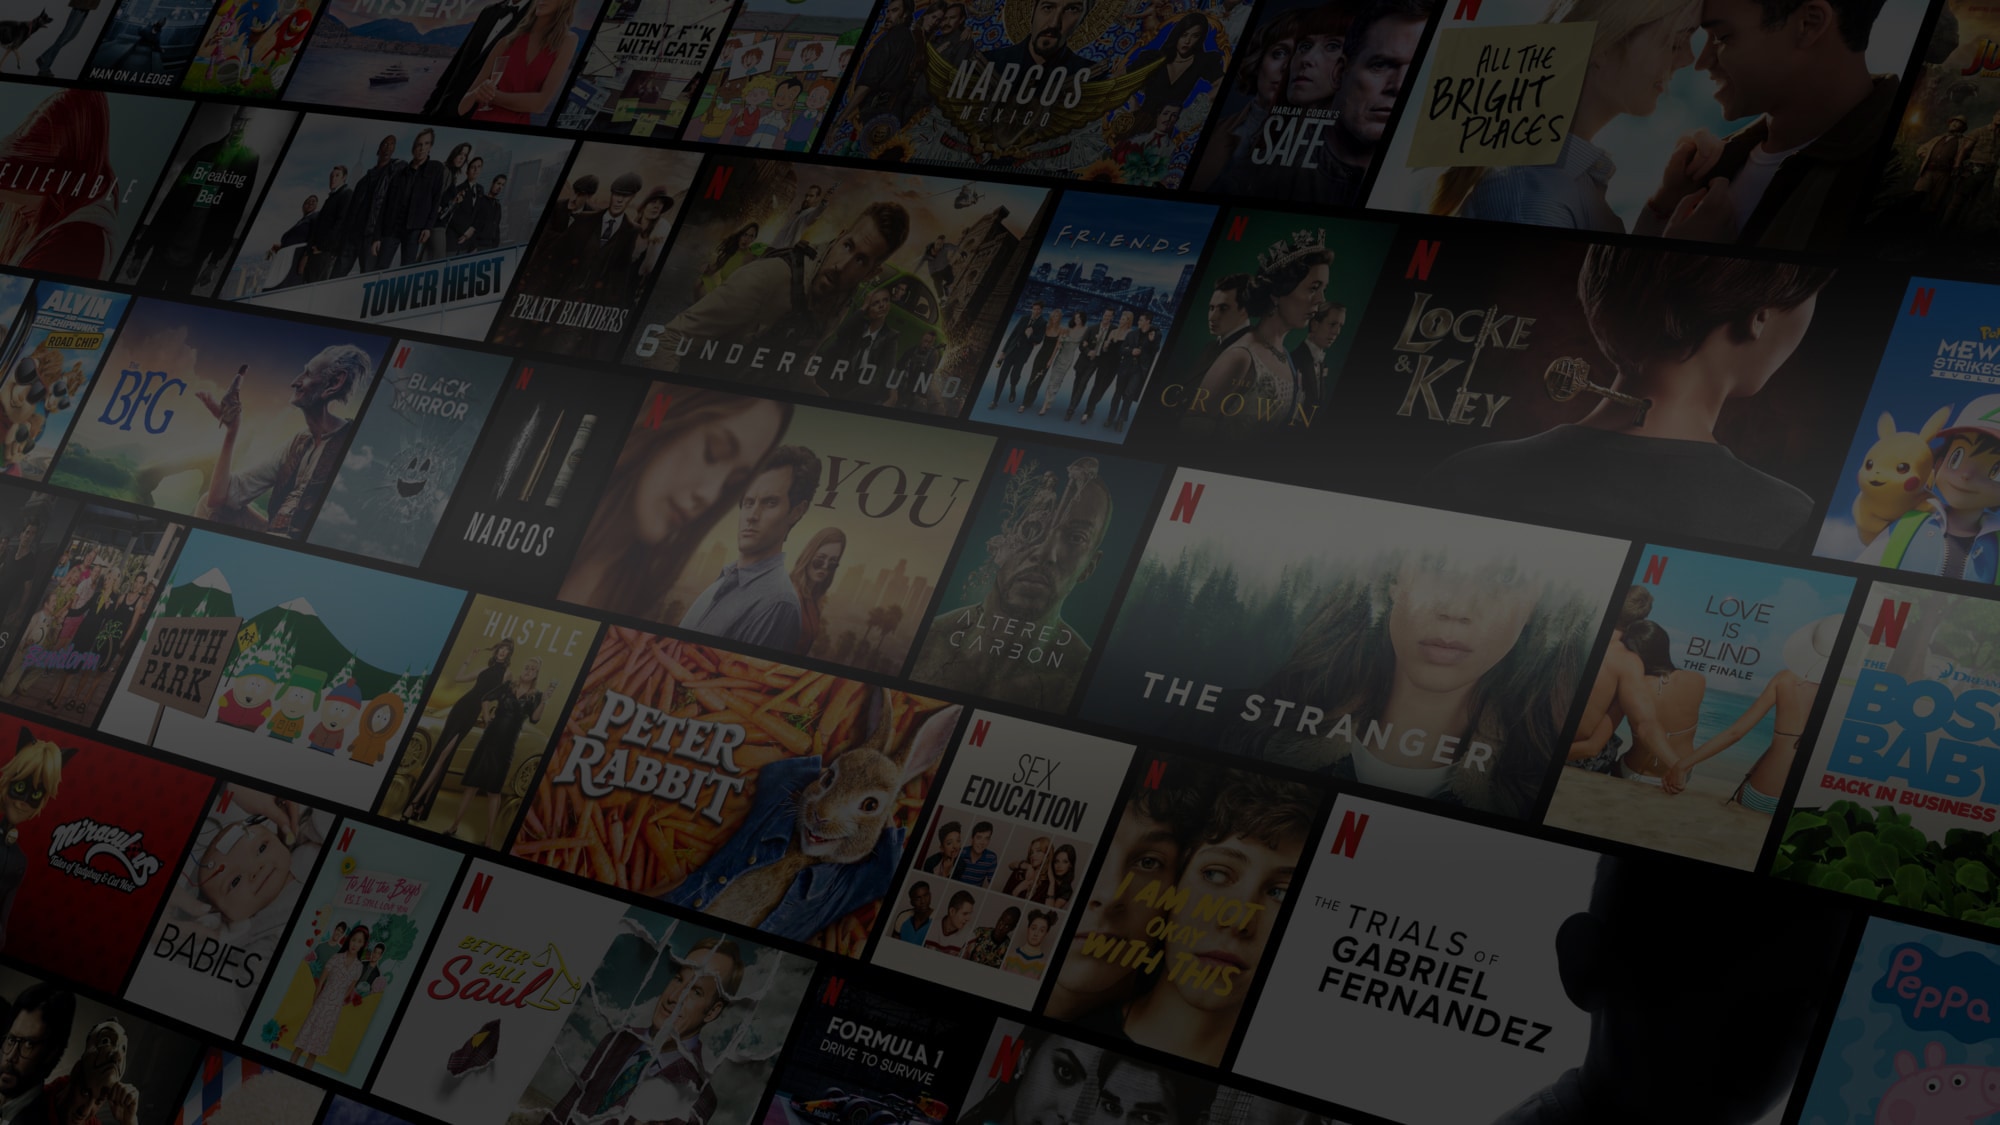 MAN ON A LEDGE
MYSTERY
DON'T F**K
WITH CATS
HUNTING AN INTERNET KILLER
NARCOS
MEXICO
HARLAN COBEN'S
SAFE
N
ALL THE
BRIGHT
PLACES
ELIEVABLE
Breaking
Bad
TOWER HEIST
PEAKY BLINDERS
N
6 UNDERGROUND
FRIENDS
N
THE
CROWN
N
LOCKE
& KEY
N
MEW
STRIKES
ALVIN
ROAD CHIP
THE
BFG
N
BLACK
MIRROR
N
NARCOS
N
YOU
N
ALTERED
CARBON
N
THE STRANGER
N
LOVE
IS
BLIND
THE FINALE
N
THE
BOSS
BABY
BACK IN BUSINESS
Benidorm
SOUTH
PARK
THE
HUSTLE
PETER
RABBIT
N
SEX
EDUCATION
N
I AM NOT
OKAY
WITH THIS
N
THE TRIALS OF
GABRIEL
FERNANDEZ
Peppa
Miraculous
Tales of Ladybug & Cat Noir
N
BABIES
N
To All the Boys
P.S. I STILL LOVE YOU
N
BETTER
CALL
Saul
N
FORMULA 1
DRIVE TO SURVIVE
N